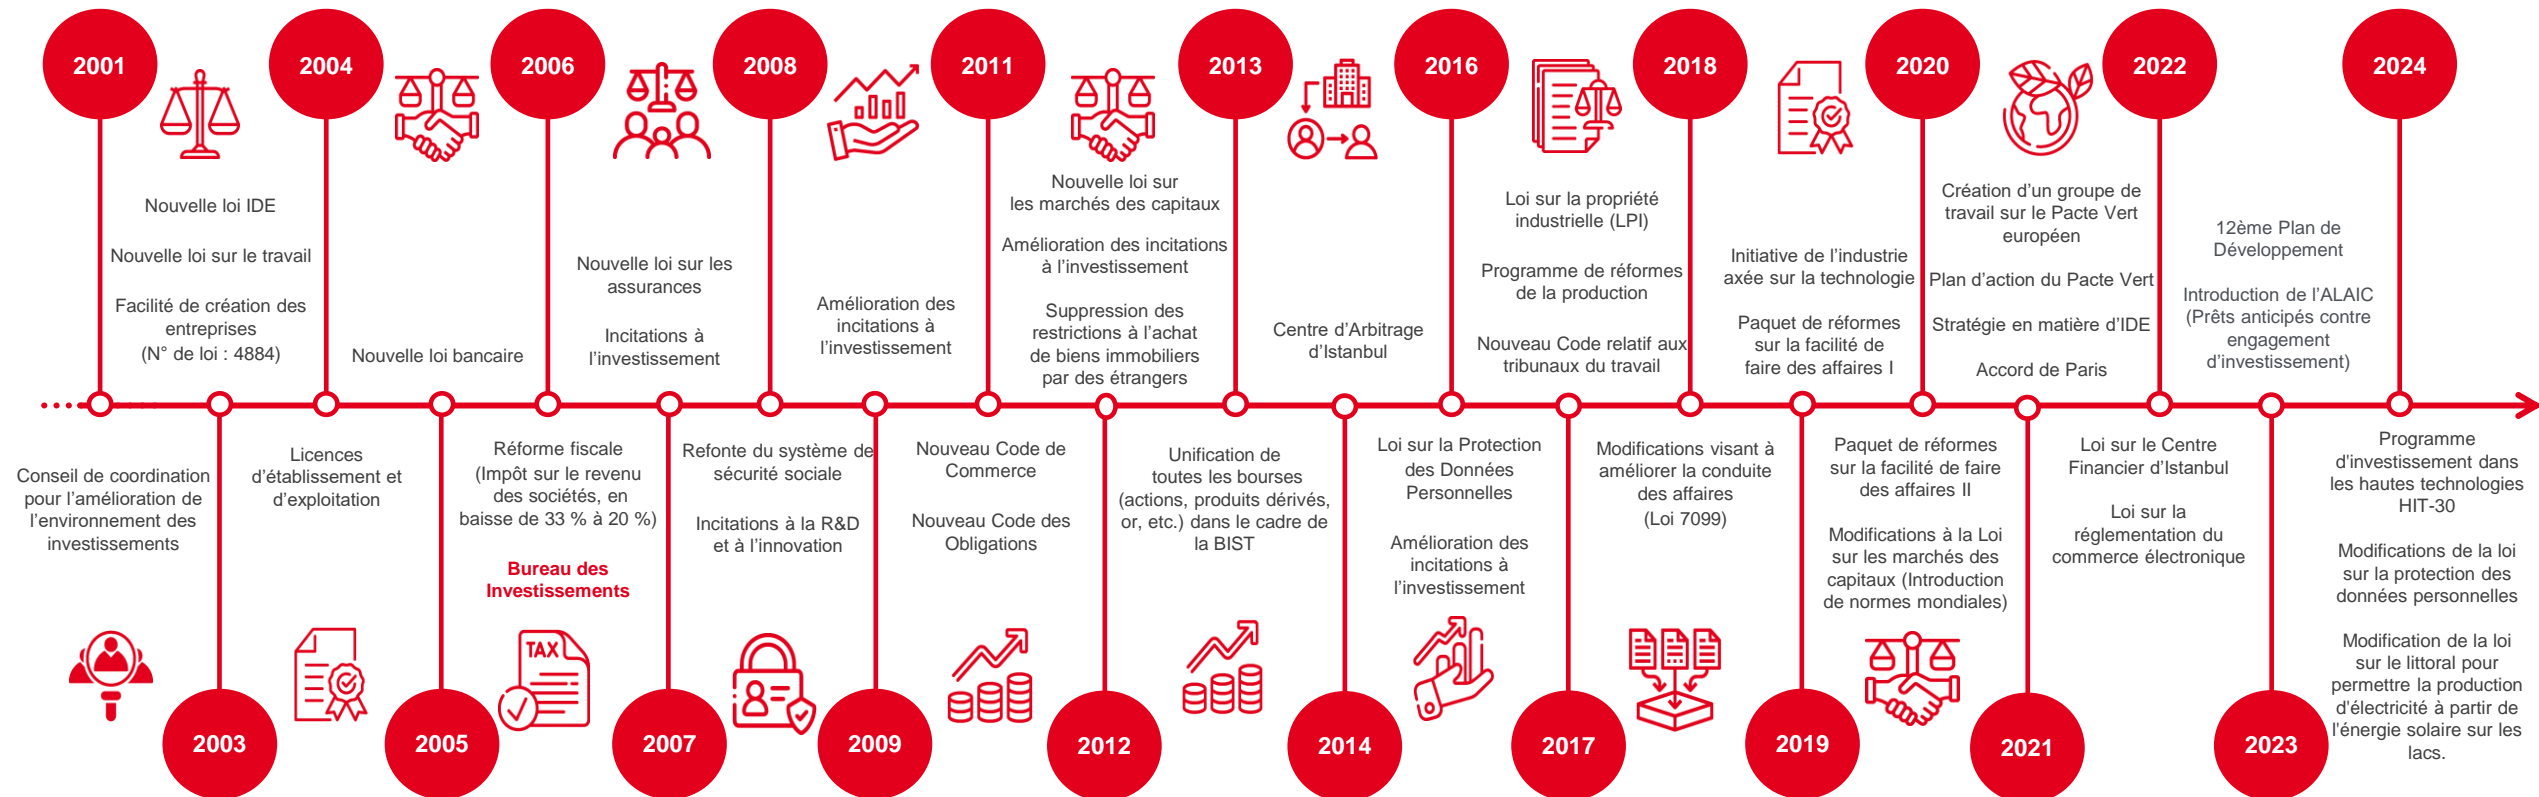 2001
Conseil de coordination
pour l’amélioration de
l’environnement des
investissements
2003
Nouvelle loi IDE
Nouvelle loi sur le travail
Facilité de création des
entreprises
(N° de loi : 4884)
2004
Licences
d’établissement et
d’exploitation
2005
Nouvelle loi bancaire
2006
Réforme fiscale
(Impôt sur le revenu
des sociétés, en
baisse de 33 % à 20 %)
Bureau des
Investissements
TAX
2007
Nouvelle loi sur les
assurances
Incitations à
l’investissement
2008
Refonte du système de
sécurité sociale
Incitations à la R&D
et à l’innovation
2009
Amélioration des
incitations à
l’investissement
2011
Nouveau Code de
Commerce
Nouveau Code des
Obligations
2012
Nouvelle loi sur
les marchés des capitaux
Amélioration des incitations
à l’investissement
Suppression des
restrictions à l’achat
de biens immobiliers
par des étrangers
2013
Unification de
toutes les bourses
(actions, produits dérivés,
or, etc.) dans le cadre de
la BIST
2014
Centre d’Arbitrage
d’Istanbul
2016
Loi sur la Protection
des Données
Personnelles
Amélioration des
incitations à
l’investissement
2017
Loi sur la propriété
industrielle (LPI)
Programme de réformes
de la production
Nouveau Code relatif aux
tribunaux du travail
2018
Modifications visant à
améliorer la conduite
des affaires
(Loi 7099)
2019
Initiative de l’industrie
axée sur la technologie
Paquet de réformes
sur la facilité de
faire des affaires I
2020
Paquet de réformes
sur la facilité de faire
des affaires II
Modifications à la Loi
sur les marchés des
capitaux (Introduction
de normes mondiales)
2021
Création d’un groupe de
travail sur le Pacte Vert
européen
Plan d’action du Pacte Vert
Stratégie en matière d’IDE
Accord de Paris
2022
Loi sur le Centre
Financier d’Istanbul
Loi sur la
réglementation du
commerce électronique
2023
12ème Plan de
Développement
Introduction de l’ALAIC
(Prêts anticipés contre
engagement
d’investissement)
2024
Programme
d’investissement dans
les hautes technologies
HIT-30
Modifications de la loi
sur la protection des
données personnelles
Modification de la loi
sur le littoral pour
permettre la production
d'électricité à partir de
l'énergie solaire sur les
lacs.